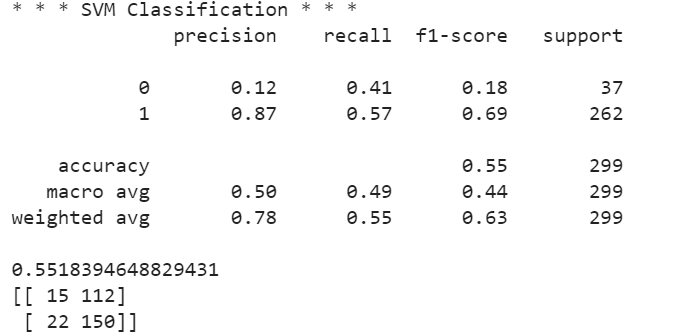 * * * SVM Classification * * *
precision recall f1-score support
0 0.12 0.41 0.18 37
1 0.87 0.57 0.69 262
accuracy 0.55 299
macro avg 0.50 0.49 0.44 299
weighted avg 0.78 0.55 0.63 299
0.5518394648829431
[[ 15 112]
[ 22 150]]